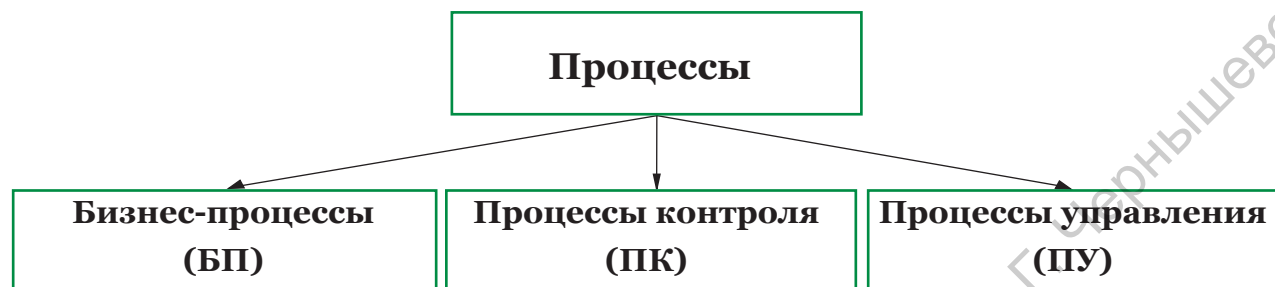 Процессы
Бизнес-процессы
(БП)
Процессы контроля
(ПК)
Процессы управления
(ПУ)